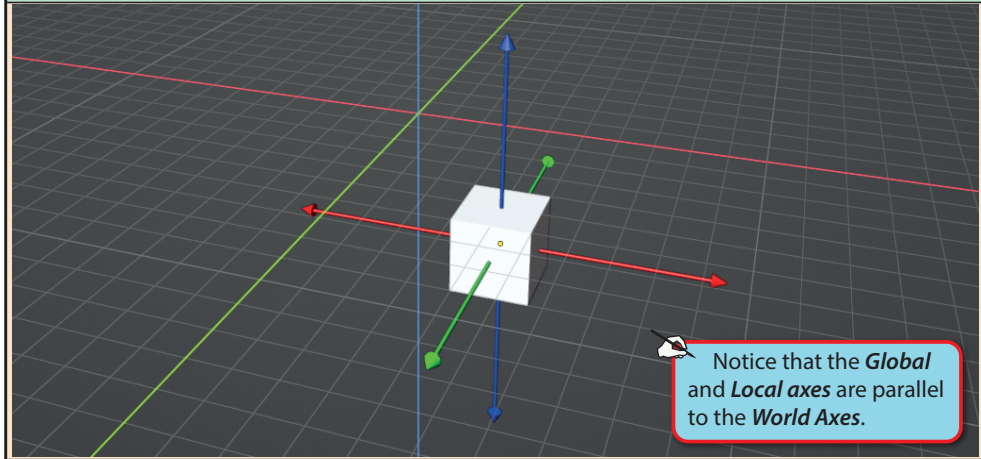 Notice that the Global
and Local axes are parallel
to the World Axes.